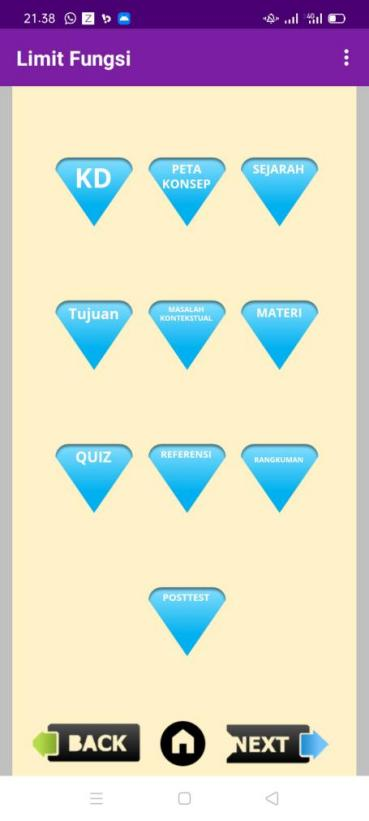 21.38
Limit Fungsi
KD
PETA
KONSEP
SEJARAH
Tujuan
MASALAH
KONTEKSTUAL
MATERI
QUIZ
REFERENSI
RANGKUMAN
POSTTEST
BACK
NEXT